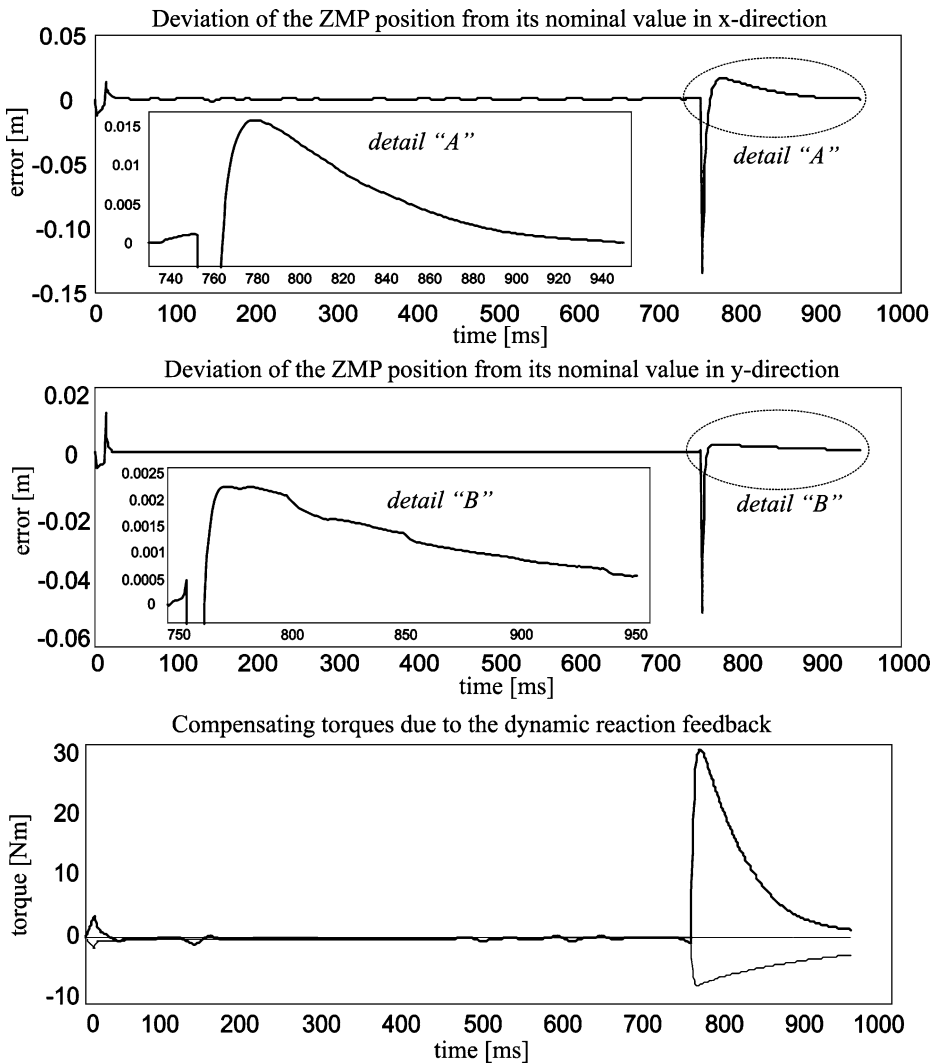 Deviation of the ZMP position from its nominal value in x-direction
0.05
0
-0.05
-0.10
-0.15
error [m]
detail “A”
0.015
0.01
0.005
0
740 760 780 800 820 840 860 880 900 920 940
detail “A”
0 100 200 300 400 500 600 700 800 900 1000
time [ms]
Deviation of the ZMP position from its nominal value in y-direction
0.02
0
-0.02
-0.04
-0.06
error [m]
detail “B”
0.0025
0.002
0.0015
0.001
0.0005
0
750 800 850 900 950
detail “B”
0 100 200 300 400 500 600 700 800 900 1000
time [ms]
Compensating torques due to the dynamic reaction feedback
30
20
10
0
-10
torque [Nm]
0 100 200 300 400 500 600 700 800 900 1000
time [ms]